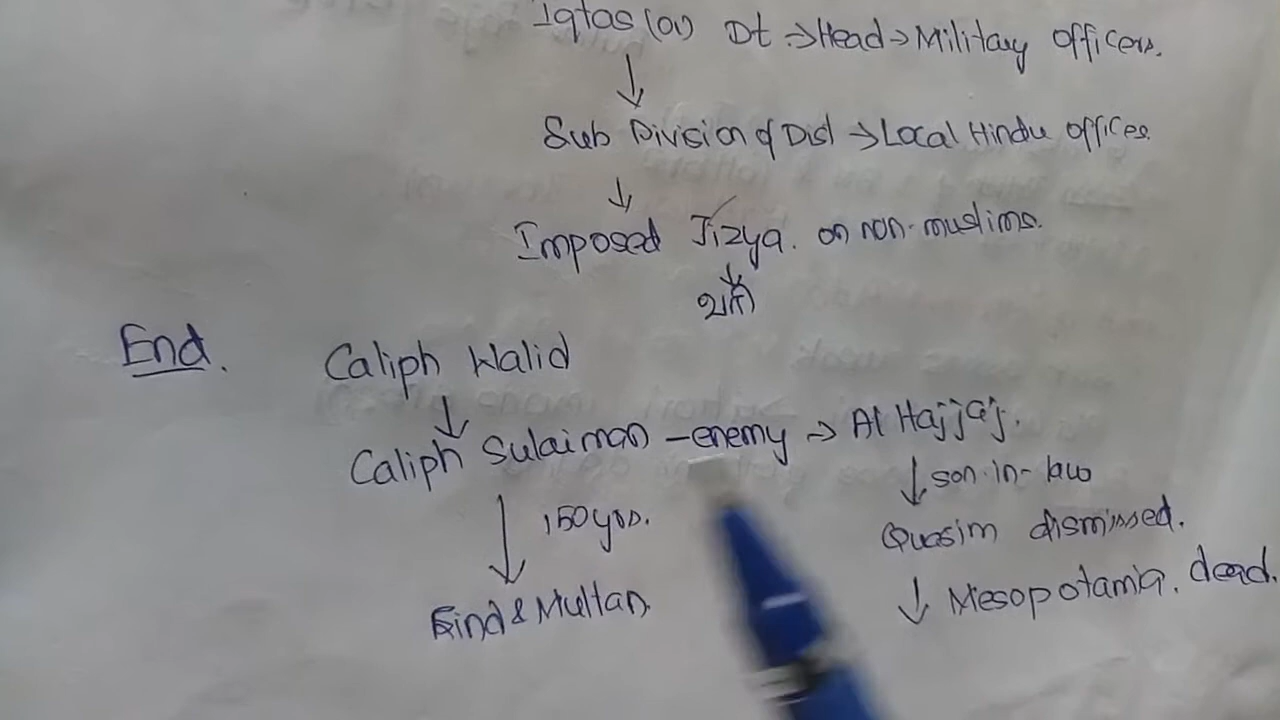 Iqtas (or) Dt → Head → Military officers.
↓
Sub Division of Dist → Local Hindu offices.
↓
Imposed Jizya. on non-muslims.
↓
வரி
End. Caliph Walid
↓
Caliph Sulaiman - enemy → Al Hajjaj.
↓ 150 yrs. ↓ son-in-law
Quasim dismissed.
Sind & Multan. ↓ Mesopotamia. dead.